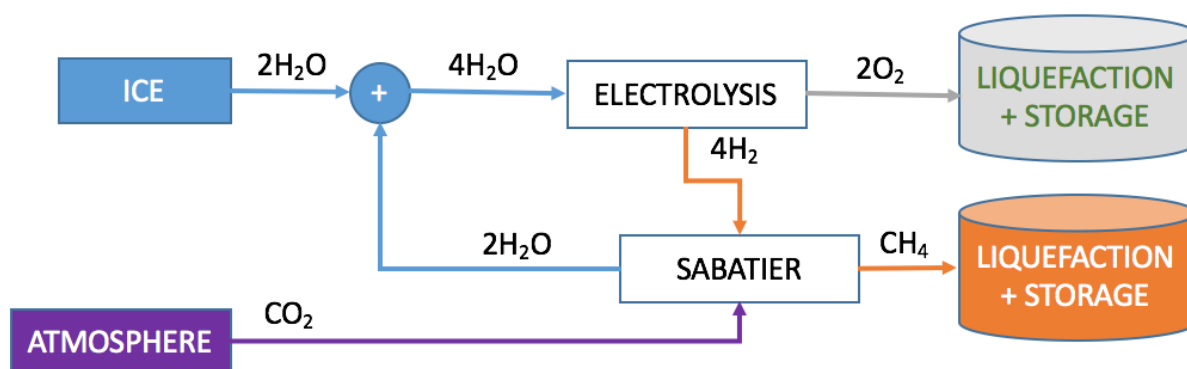 2H₂O
4H₂O
2O₂
ICE
+
ELECTROLYSIS
LIQUEFACTION
+ STORAGE
4H₂
2H₂O
CH₄
SABATIER
LIQUEFACTION
+ STORAGE
CO₂
ATMOSPHERE